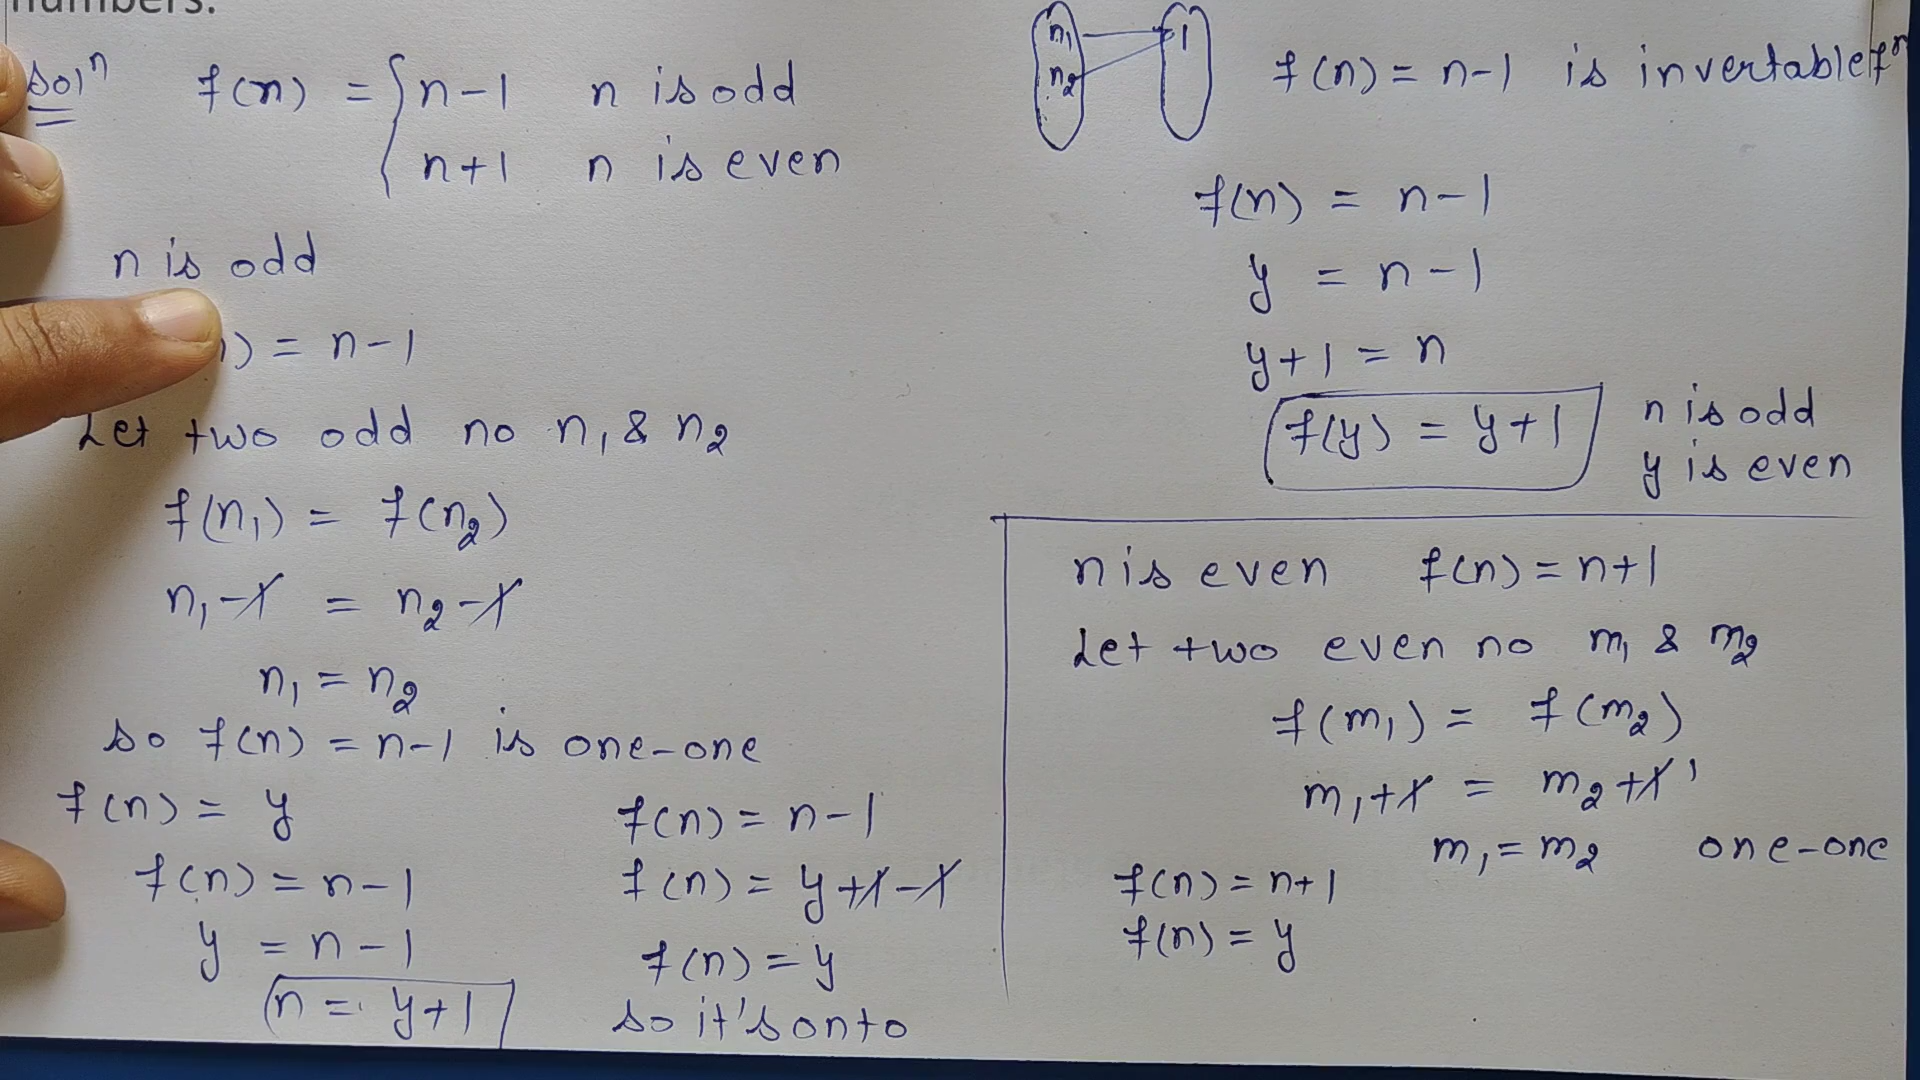 numbers.
Solⁿ f(n) = { n-1 n is odd
n+1 n is even
n is odd
) = n-1
Let two odd no n₁ & n₂
f(n₁) = f(n₂)
n₁-1 = n₂-1
n₁ = n₂
so f(n) = n-1 is one-one
f(n) = y
f(n) = n-1
y = n-1
n = y+1
f(n) = n-1
f(n) = y+1-1
f(n) = y
so it's onto
n₁ 1
n₂
f(n) = n-1 is invertable fⁿ
f(n) = n-1
y = n-1
y+1 = n
f(y) = y+1 n is odd
y is even
n is even f(n) = n+1
Let two even no m₁ & m₂
f(m₁) = f(m₂)
m₁+1 = m₂+1
m₁ = m₂ one-one
f(n) = n+1
f(n) = y